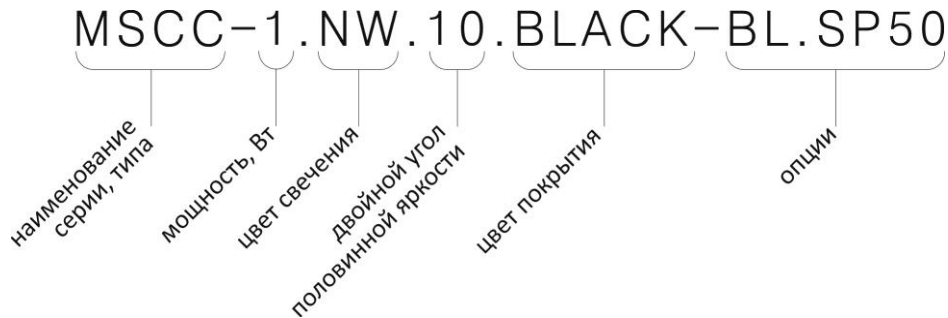 MSCC-1.NW.10.BLACK-BL.SP50
наименование
серии, типа
мощность, Вт
цвет свечения
двойной угол
половинной яркости
цвет покрытия
опции